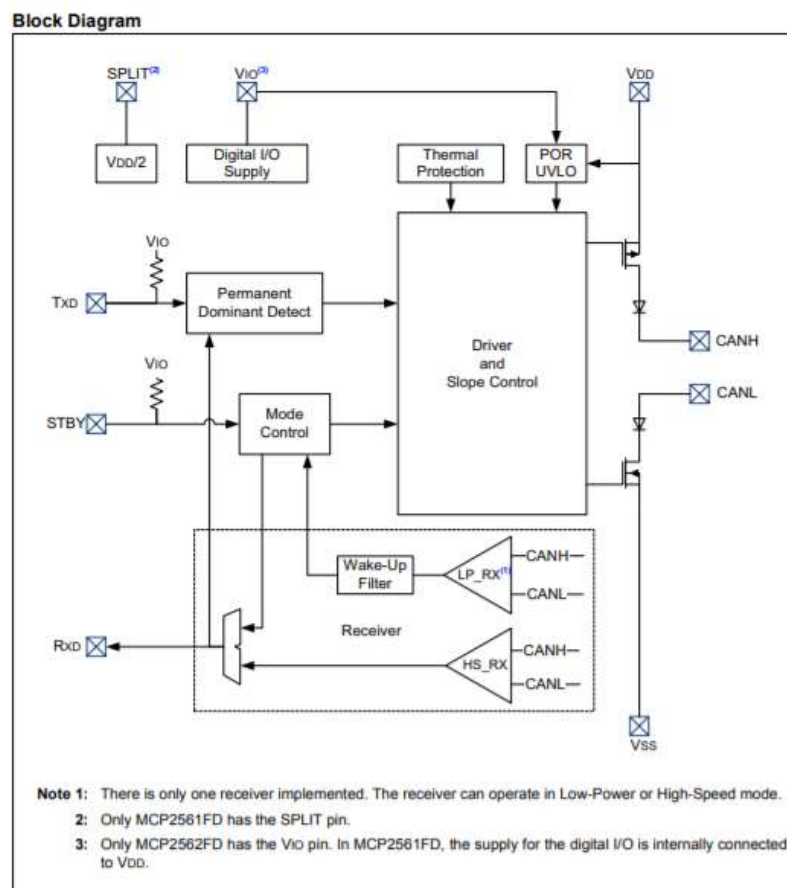 Block Diagram
SPLIT(2)
VIO(3)
VDD
VDD/2
Digital I/O
Supply
Thermal
Protection
POR
UVLO
VIO
TXD
Permanent
Dominant Detect
Driver
and
Slope Control
CANH
VIO
CANL
STBY
Mode
Control
Wake-Up
Filter
LP_RX(1)
CANH
CANL
Receiver
RXD
HS_RX
CANH
CANL
VSS
Note 1: There is only one receiver implemented. The receiver can operate in Low-Power or High-Speed mode.
2: Only MCP2561FD has the SPLIT pin.
3: Only MCP2562FD has the VIO pin. In MCP2561FD, the supply for the digital I/O is internally connected
to VDD.